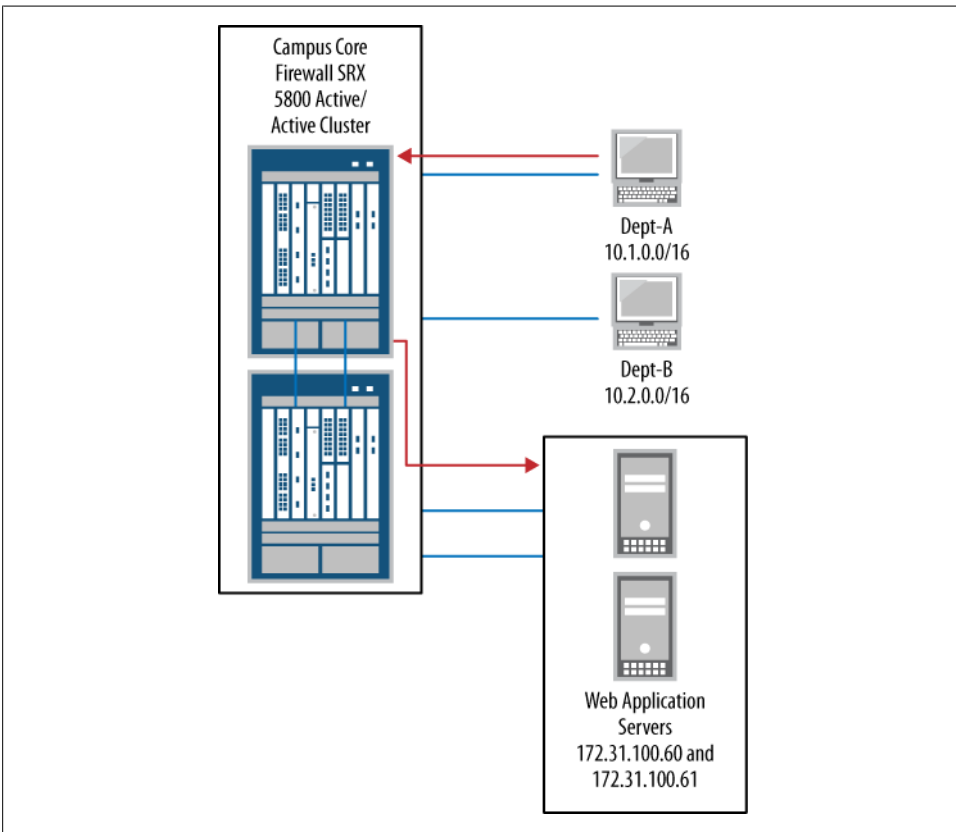 Campus Core
Firewall SRX
5800 Active/
Active Cluster
Dept-A
10.1.0.0/16
Dept-B
10.2.0.0/16
Web Application
Servers
172.31.100.60 and
172.31.100.61